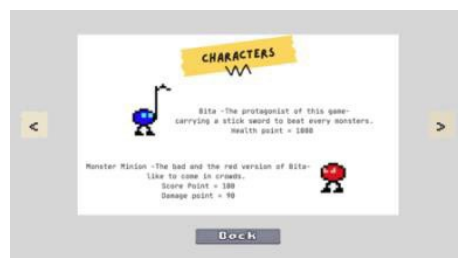 CHARACTERS
Bita -The protagonist of this game-
carrying a stick sword to beat every monsters.
Health point = 1000
<
>
Monster Minion -The bad and the red version of Bita-
like to come in crowds.
Score Point = 100
Damage point = 90
Back